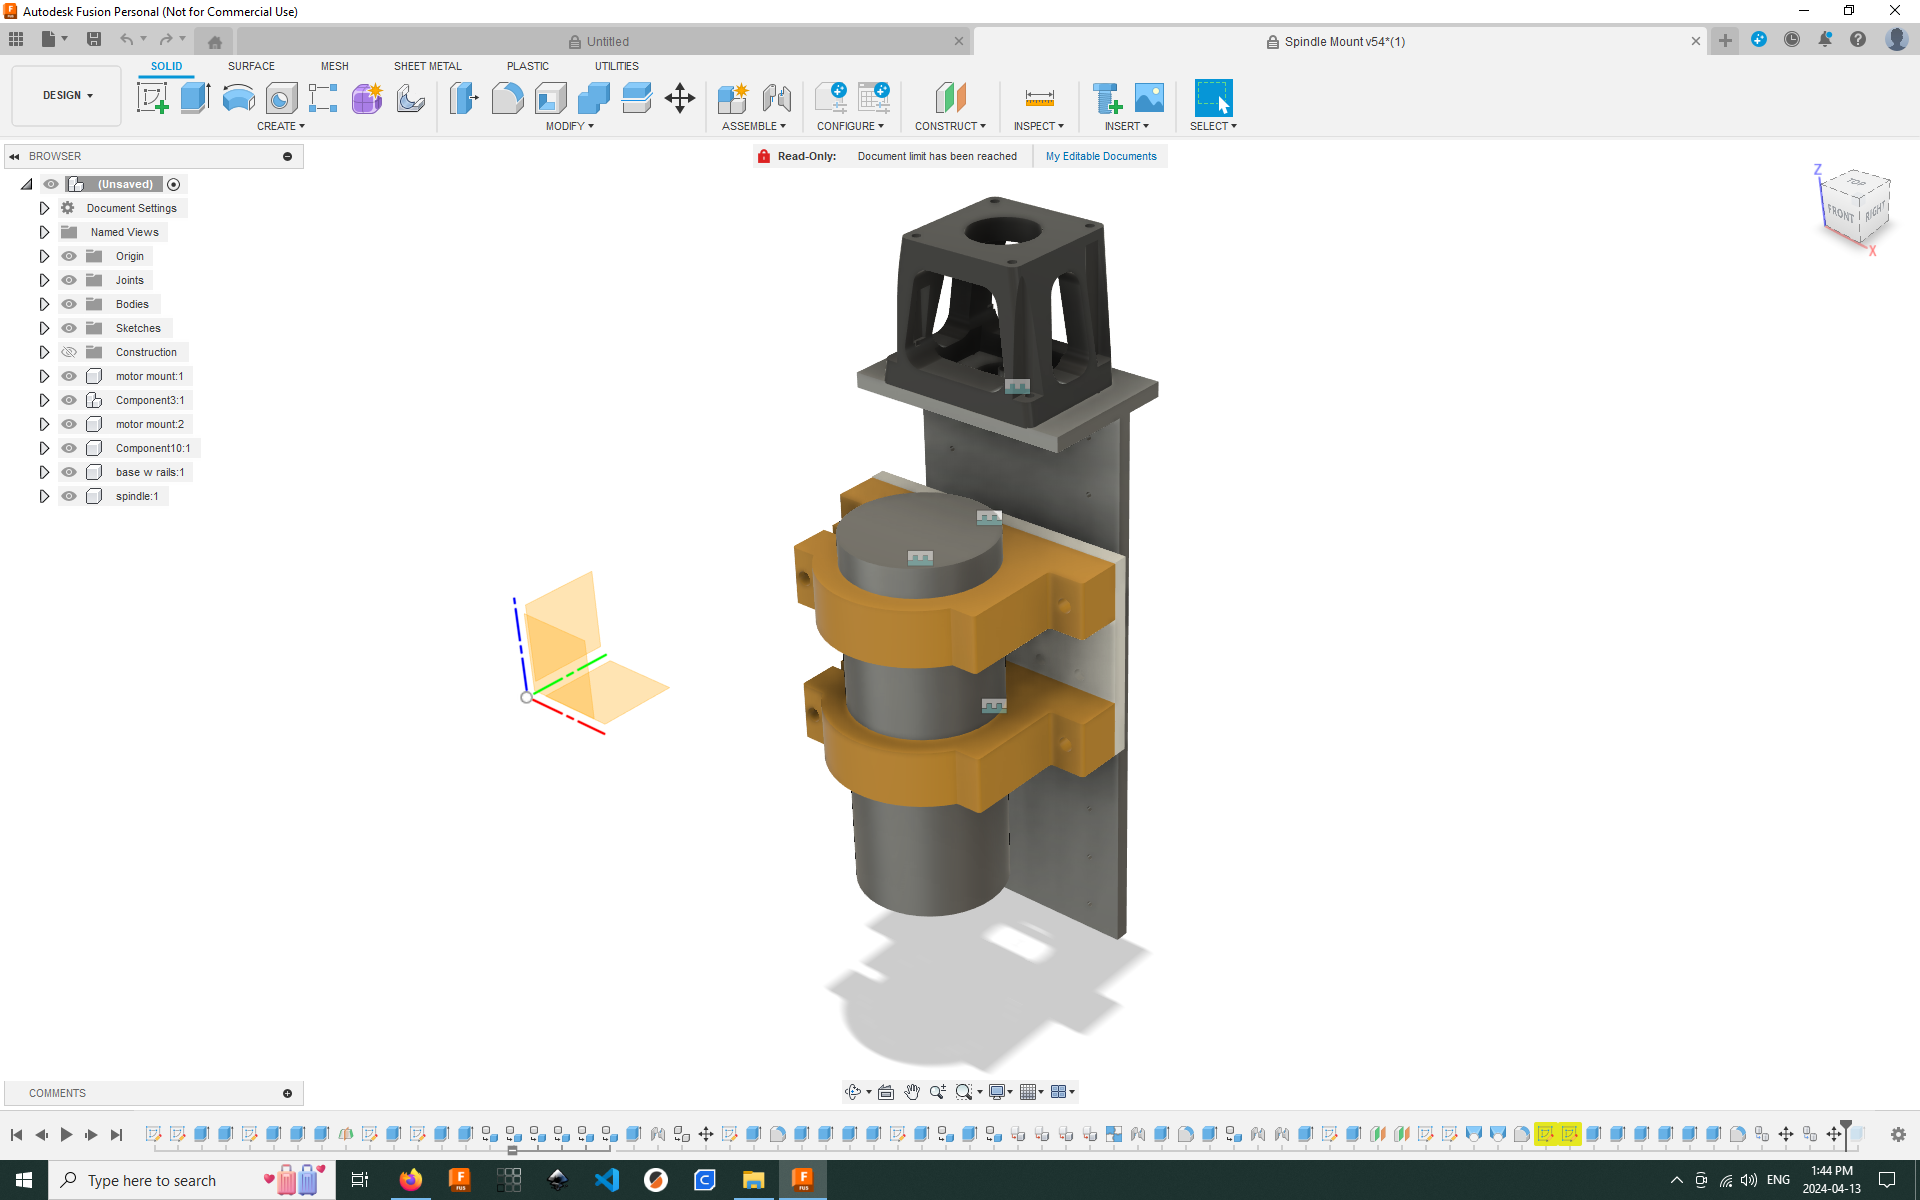 Autodesk Fusion Personal (Not for Commercial Use)
Untitled
Spindle Mount v54*(1)
SOLID
SURFACE
MESH
SHEET METAL
PLASTIC
UTILITIES
DESIGN
CREATE
MODIFY
ASSEMBLE
CONFIGURE
CONSTRUCT
INSPECT
INSERT
SELECT
BROWSER
Read-Only: Document limit has been reached
My Editable Documents
(Unsaved)
Document Settings
Named Views
Origin
Joints
Bodies
Sketches
Construction
motor mount:1
Component3:1
motor mount:2
Component10:1
base w rails:1
spindle:1
Z
TOP
FRONT
RIGHT
X
COMMENTS
Type here to search
ENG
1:44 PM
2024-04-13